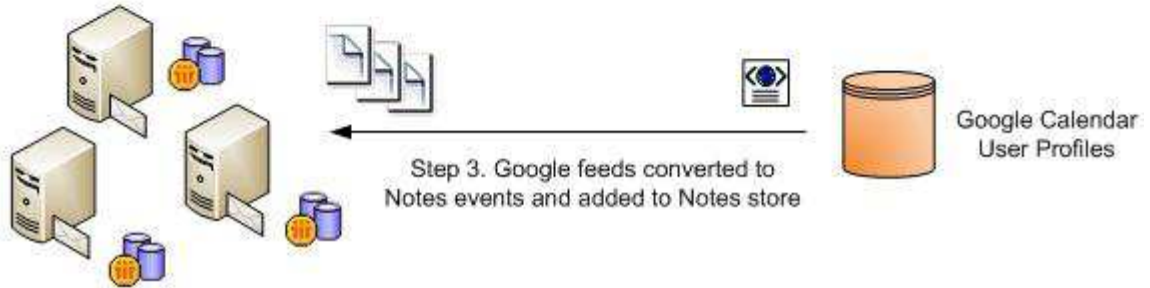 Google Calendar
User Profiles
Step 3. Google feeds converted to
Notes events and added to Notes store